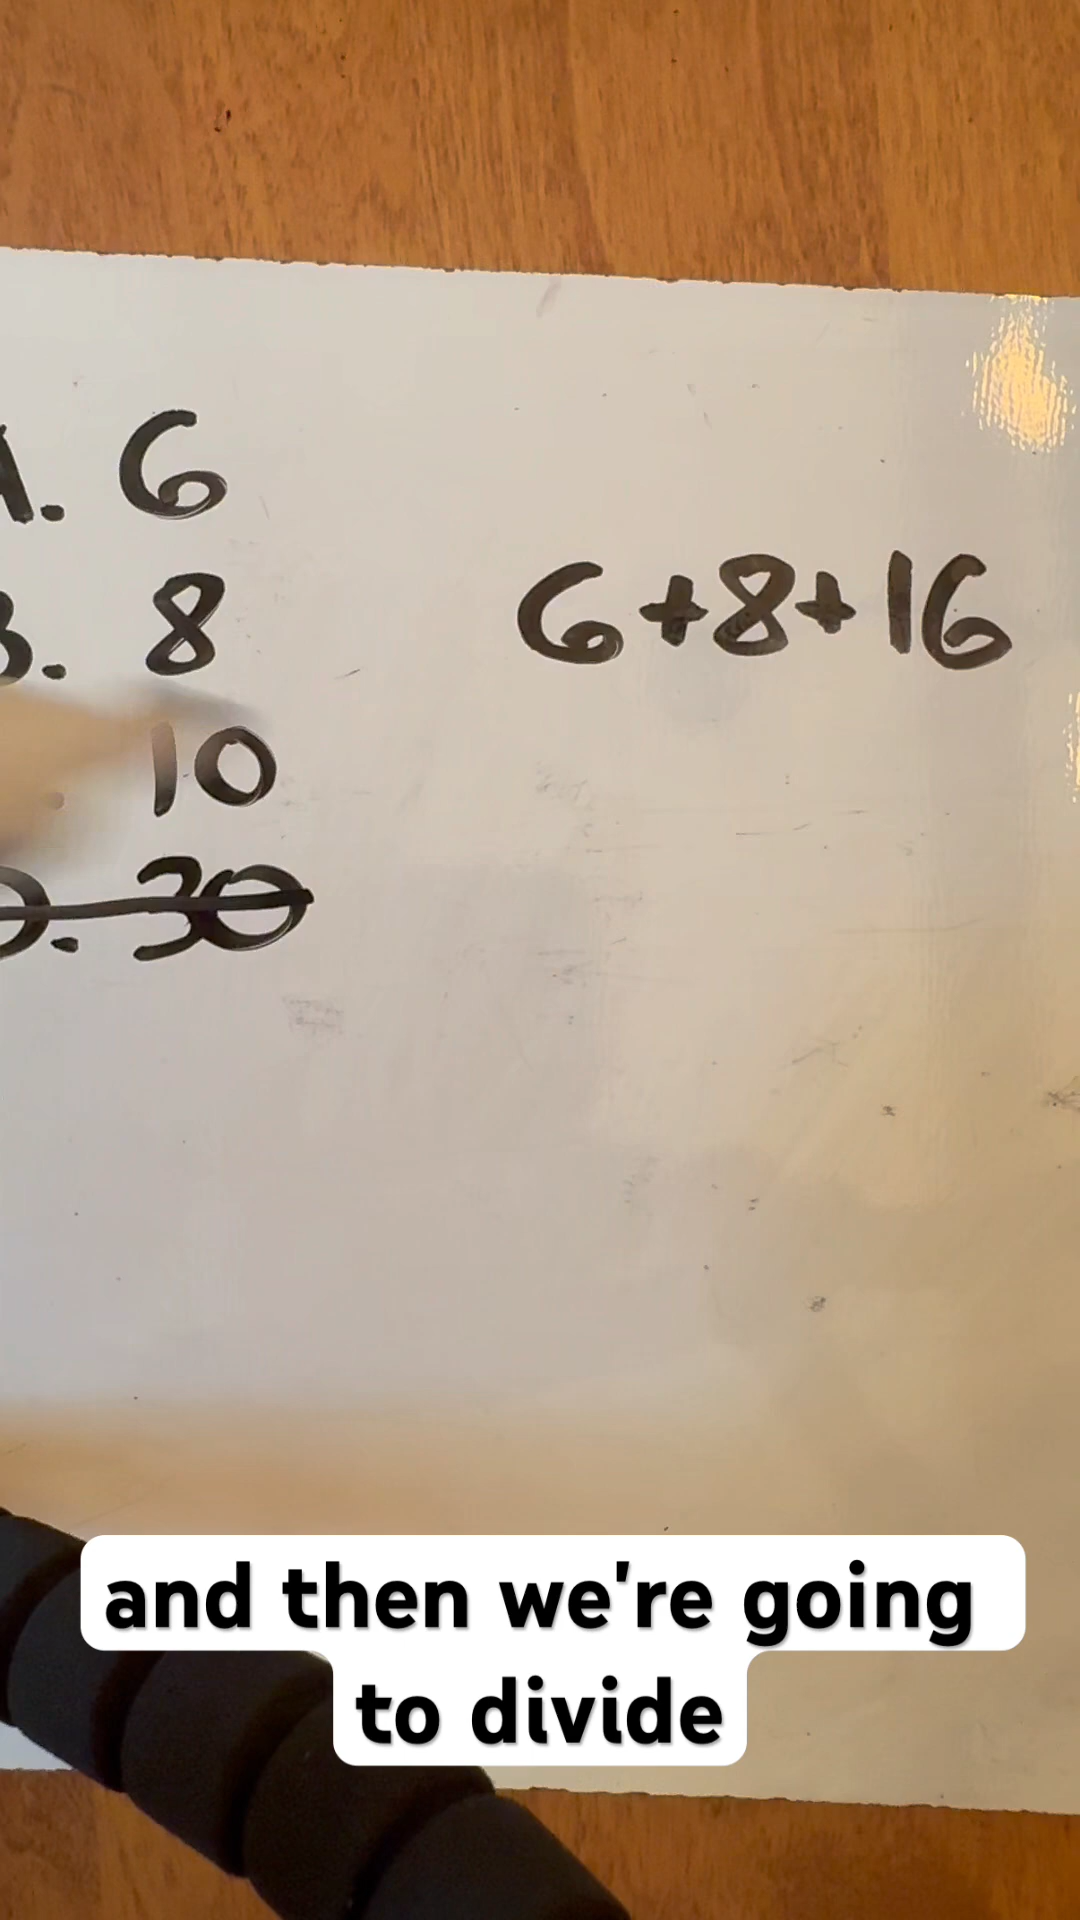 A. 6
B. 8
6+8+16
10
D. 30
and then we're going
to divide